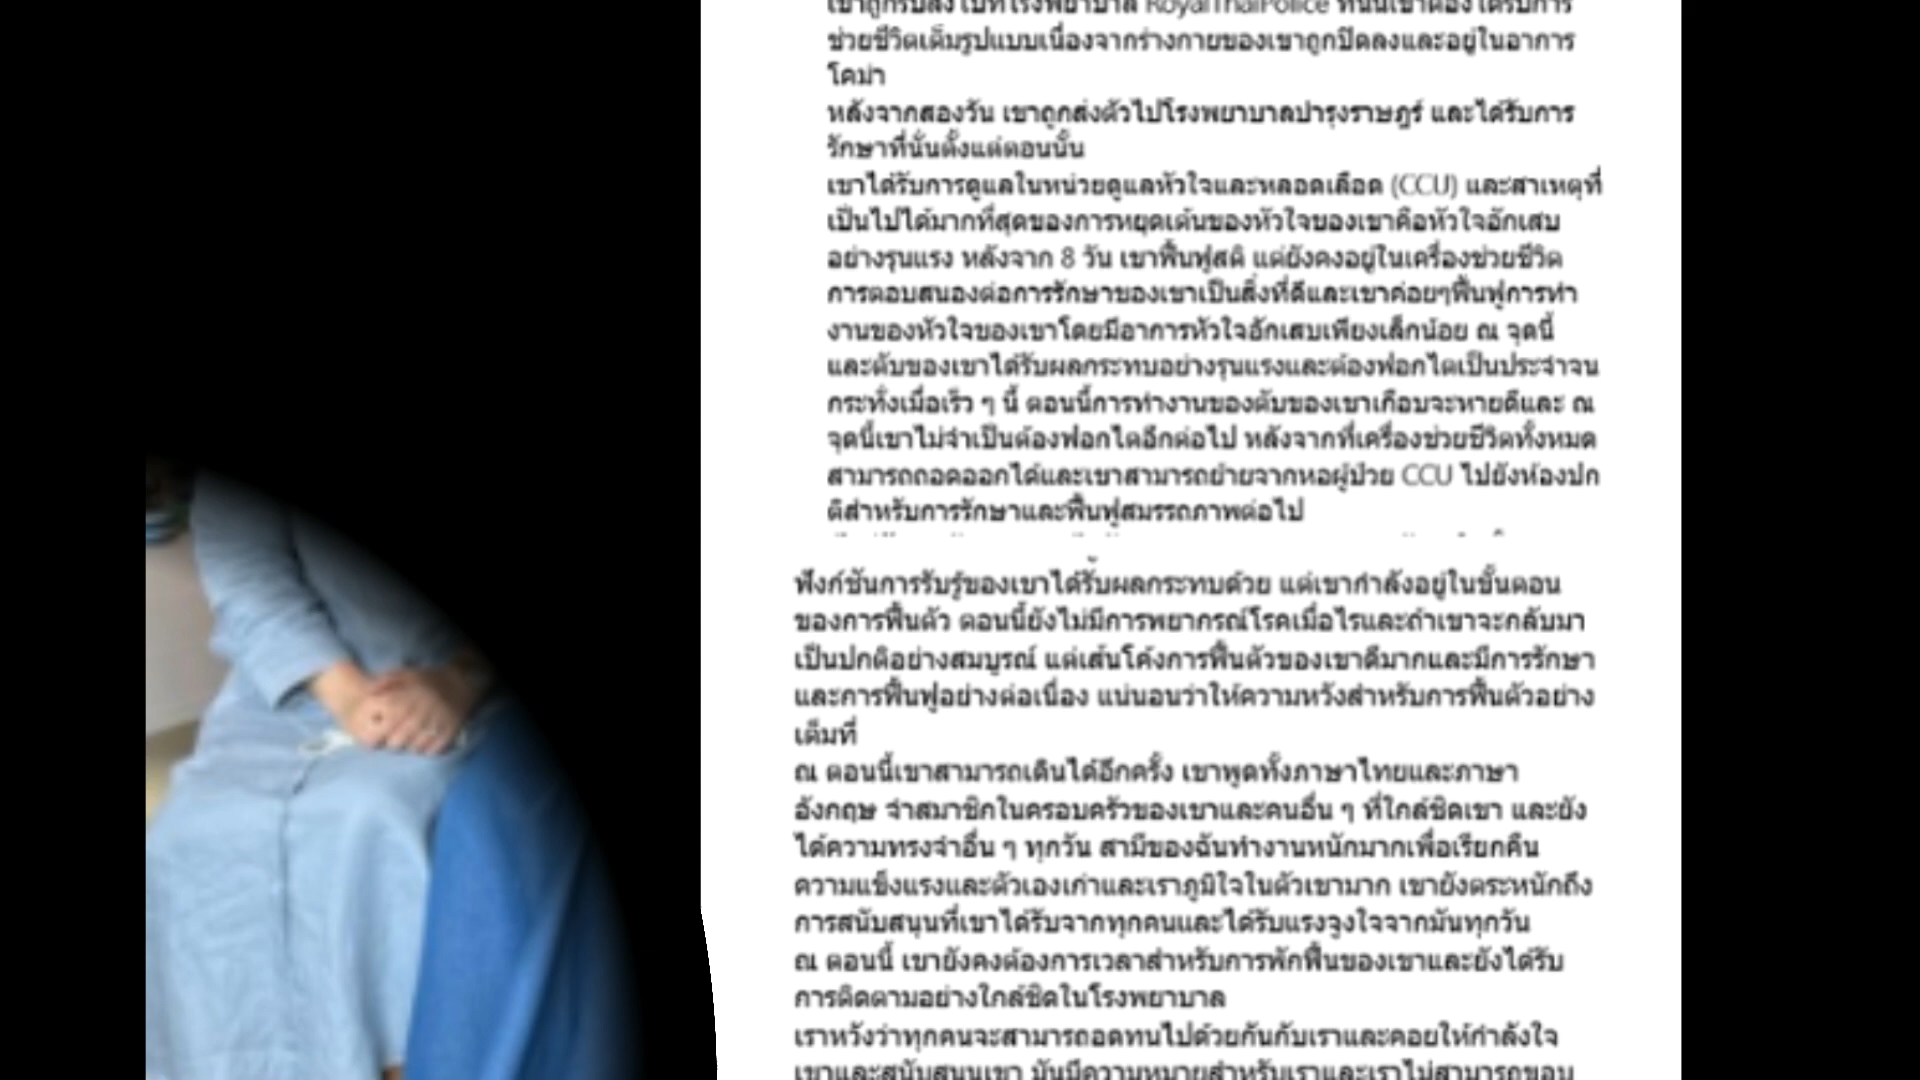 เขาถูกรีบส่งไปที่โรงพยาบาล RoyalThaiPolice ที่นั่นเขาต้องได้รับการ
ช่วยชีวิตเต็มรูปแบบเนื่องจากร่างกายของเขาถูกปิดลงและอยู่ในอาการ
โคม่า
หลังจากสองวัน เขาถูกส่งตัวไปโรงพยาบาลบำรุงราษฎร์ และได้รับการ
รักษาที่นั่นตั้งแต่ตอนนั้น
เขาได้รับการดูแลในหน่วยดูแลหัวใจและหลอดเลือด (CCU) และสาเหตุที่
เป็นไปได้มากที่สุดของการหยุดเต้นของหัวใจของเขาคือหัวใจอักเสบ
อย่างรุนแรง หลังจาก 8 วัน เขาฟื้นฟูสติ แต่ยังคงอยู่ในเครื่องช่วยชีวิต
การตอบสนองต่อการรักษาของเขาเป็นสิ่งที่ดีและเขาค่อยๆฟื้นฟูการทำ
งานของหัวใจของเขาโดยมีอาการหัวใจอักเสบเพียงเล็กน้อย ณ จุดนี้
และตับของเขาได้รับผลกระทบอย่างรุนแรงและต้องฟอกไตเป็นประจำจน
กระทั่งเมื่อเร็ว ๆ นี้ ตอนนี้การทำงานของตับของเขาเกือบจะหายดีและ ณ
จุดนี้เขาไม่จำเป็นต้องฟอกไตอีกต่อไป หลังจากที่เครื่องช่วยชีวิตทั้งหมด
สามารถถอดออกได้และเขาสามารถย้ายจากหอผู้ป่วย CCU ไปยังห้องปก
ติสำหรับการรักษาและฟื้นฟูสมรรถภาพต่อไป
ฟังก์ชันการรับรู้ของเขาได้รับผลกระทบด้วย แต่เขากำลังอยู่ในขั้นตอน
ของการฟื้นตัว ตอนนี้ยังไม่มีการพยากรณ์โรคเมื่อไรและถ้าเขาจะกลับมา
เป็นปกติอย่างสมบูรณ์ แต่เส้นโค้งการฟื้นตัวของเขาดีมากและมีการรักษา
และการฟื้นฟูอย่างต่อเนื่อง แน่นอนว่าให้ความหวังสำหรับการฟื้นตัวอย่าง
เต็มที่
ณ ตอนนี้เขาสามารถเดินได้อีกครั้ง เขาพูดทั้งภาษาไทยและภาษา
อังกฤษ จำสมาชิกในครอบครัวของเขาและคนอื่น ๆ ที่ใกล้ชิดเขา และยัง
ได้ความทรงจำอื่น ๆ ทุกวัน สามีของฉันทำงานหนักมากเพื่อเรียกคืน
ความแข็งแรงและตัวเองเก่าและเราภูมิใจในตัวเขามาก เขายังตระหนักถึง
การสนับสนุนที่เขาได้รับจากทุกคนและได้รับแรงจูงใจจากมันทุกวัน
ณ ตอนนี้ เขายังคงต้องการเวลาสำหรับการพักฟื้นของเขาและยังได้รับ
การติดตามอย่างใกล้ชิดในโรงพยาบาล
เราหวังว่าทุกคนจะสามารถอดทนไปด้วยกันกับเราและคอยให้กำลังใจ
เขาและสนับสนุนเขา มันมีความหมายสำหรับเราและเราไม่สามารถขอบ